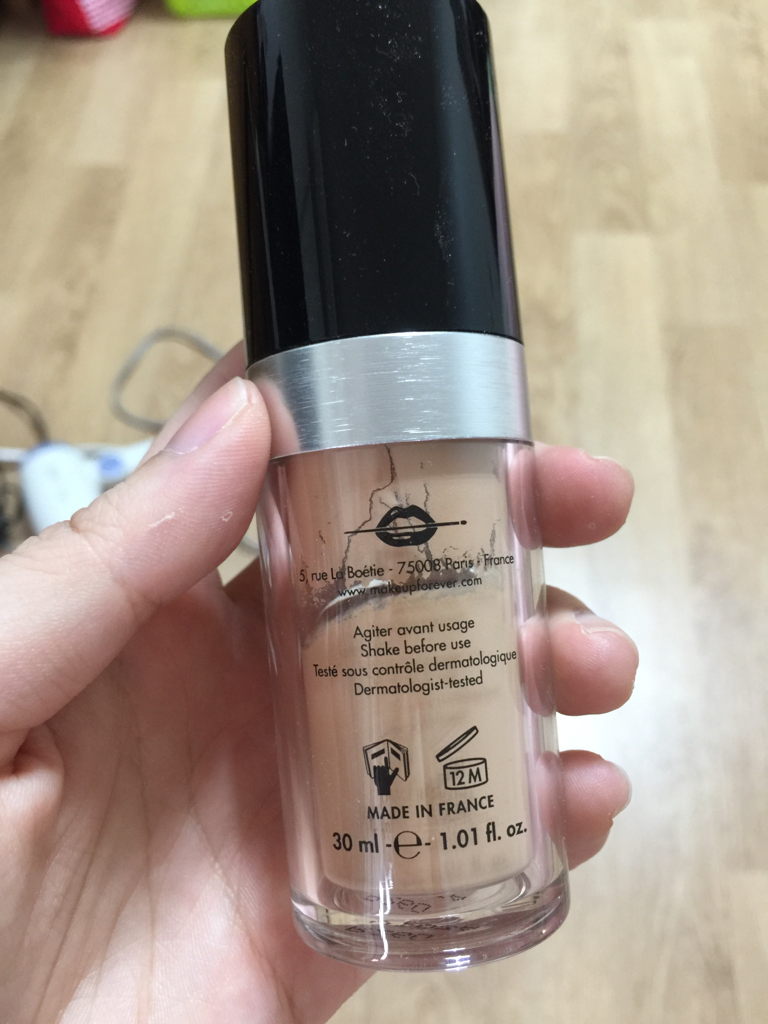 5, rue La Boétie - 75008 Paris - France
www.makeupforever.com
Agiter avant usage
Shake before use
Testé sous contrôle dermatologique
Dermatologist-tested
12 M
MADE IN FRANCE
30 ml -e- 1.01 fl. oz.